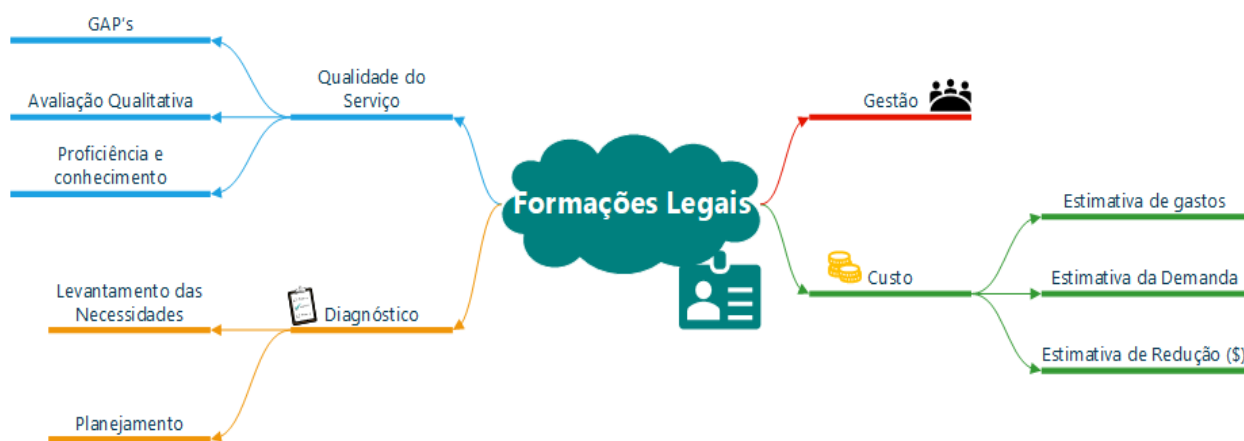 GAP's
Avaliação Qualitativa
Proficiência e
conhecimento
Qualidade do
Serviço
Levantamento das
Necessidades
Planejamento
Diagnóstico
Formações Legais
Gestão
Custo
Estimativa de gastos
Estimativa da Demanda
Estimativa de Redução ($)